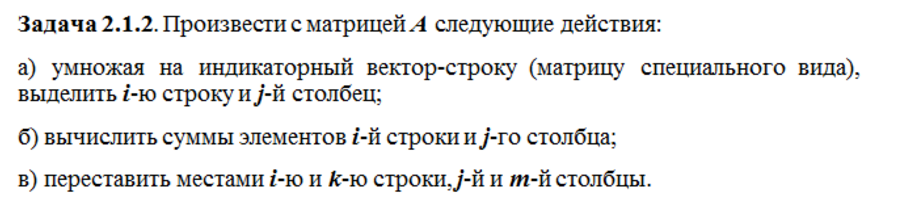 Задача 2.1.2. Произвести с матрицей A следующие действия:
а) умножая на индикаторный вектор-строку (матрицу специального вида),
выделить i-ю строку и j-й столбец;
б) вычислить суммы элементов i-й строки и j-го столбца;
в) переставить местами i-ю и k-ю строки, j-й и m-й столбцы.